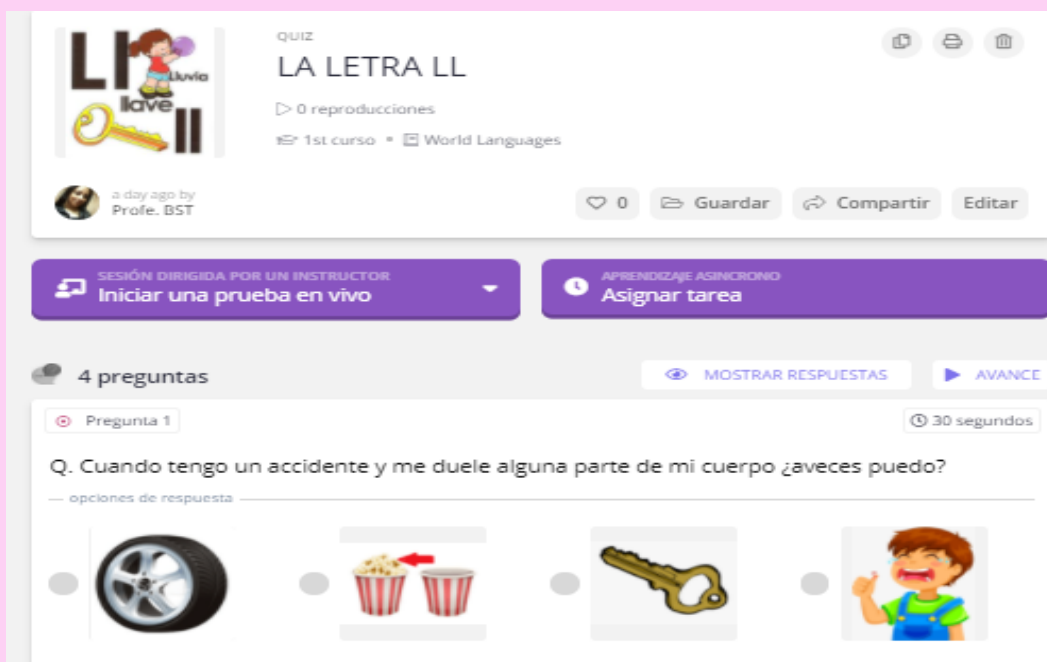 Ll
lluvia
llave
ll
QUIZ
LA LETRA LL
0 reproducciones
1st curso • World Languages
a day ago by
Profe. BST
0 Guardar Compartir Editar
SESIÓN DIRIGIDA POR UN INSTRUCTOR
Iniciar una prueba en vivo
APRENDIZAJE ASINCRONO
Asignar tarea
4 preguntas MOSTRAR RESPUESTAS AVANCE
Pregunta 1 30 segundos
Q. Cuando tengo un accidente y me duele alguna parte de mi cuerpo ¿aveces puedo?
opciones de respuesta